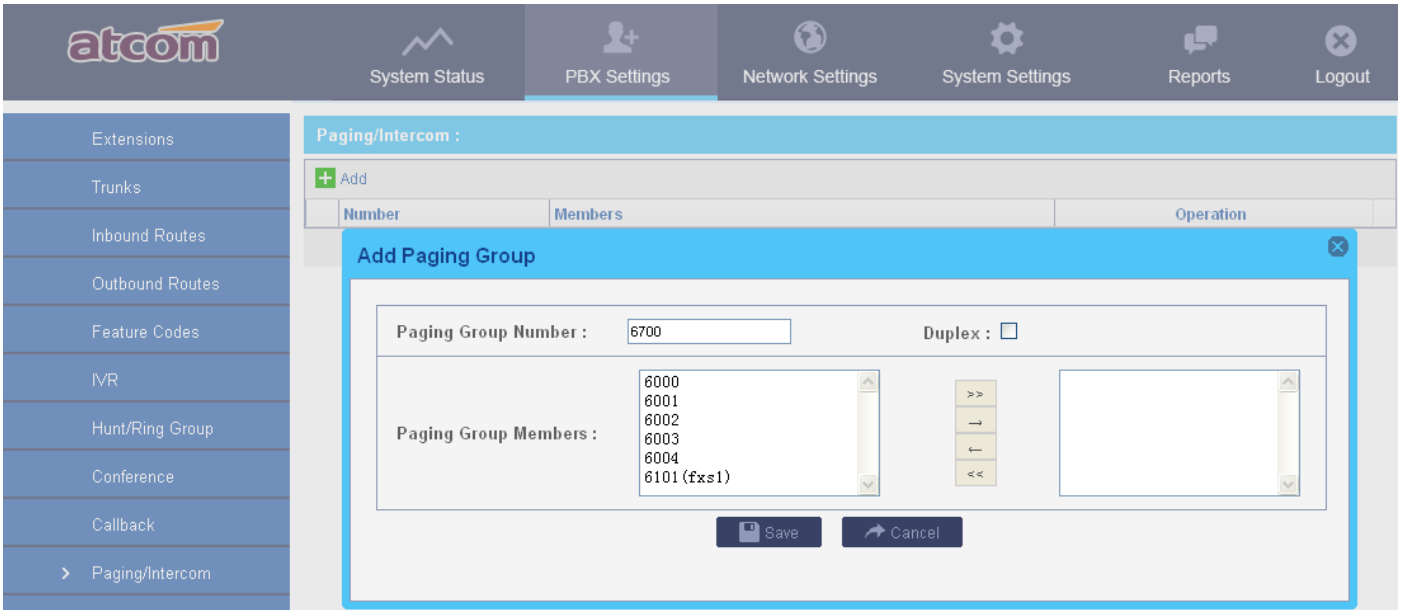 atcom
System Status
PBX Settings
Network Settings
System Settings
Reports
Logout
Extensions
Trunks
Inbound Routes
Outbound Routes
Feature Codes
IVR
Hunt/Ring Group
Conference
Callback
> Paging/Intercom
Paging/Intercom :
Add
Number Members Operation
Add Paging Group
Paging Group Number : 6700 Duplex :
Paging Group Members :
6000
6001
6002
6003
6004
6101(fxs1)
>>
→
←
<<
Save Cancel